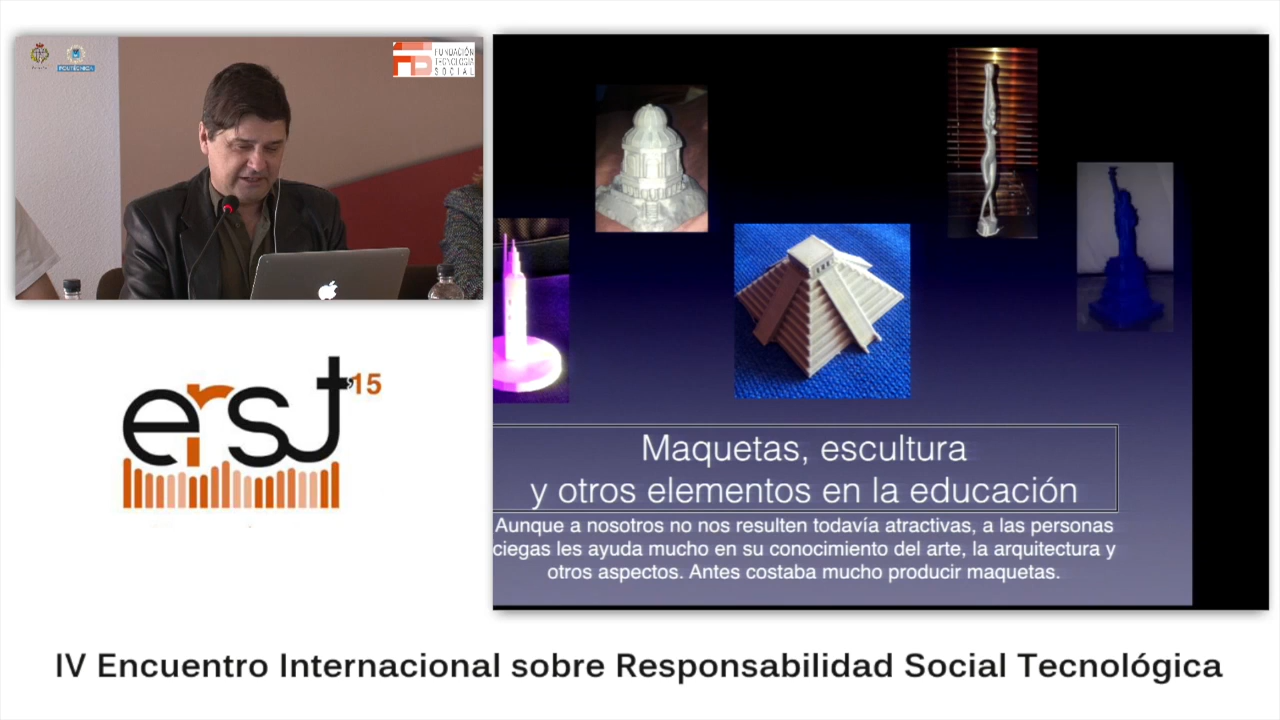 POLITÉCNICA
FUNDACIÓN
TECNOLOGÍA
SOCIAL
erst'15
Maquetas, escultura
y otros elementos en la educación
Aunque a nosotros no nos resulten todavía atractivas, a las personas
ciegas les ayuda mucho en su conocimiento del arte, la arquitectura y
otros aspectos. Antes costaba mucho producir maquetas.
IV Encuentro Internacional sobre Responsabilidad Social Tecnológica